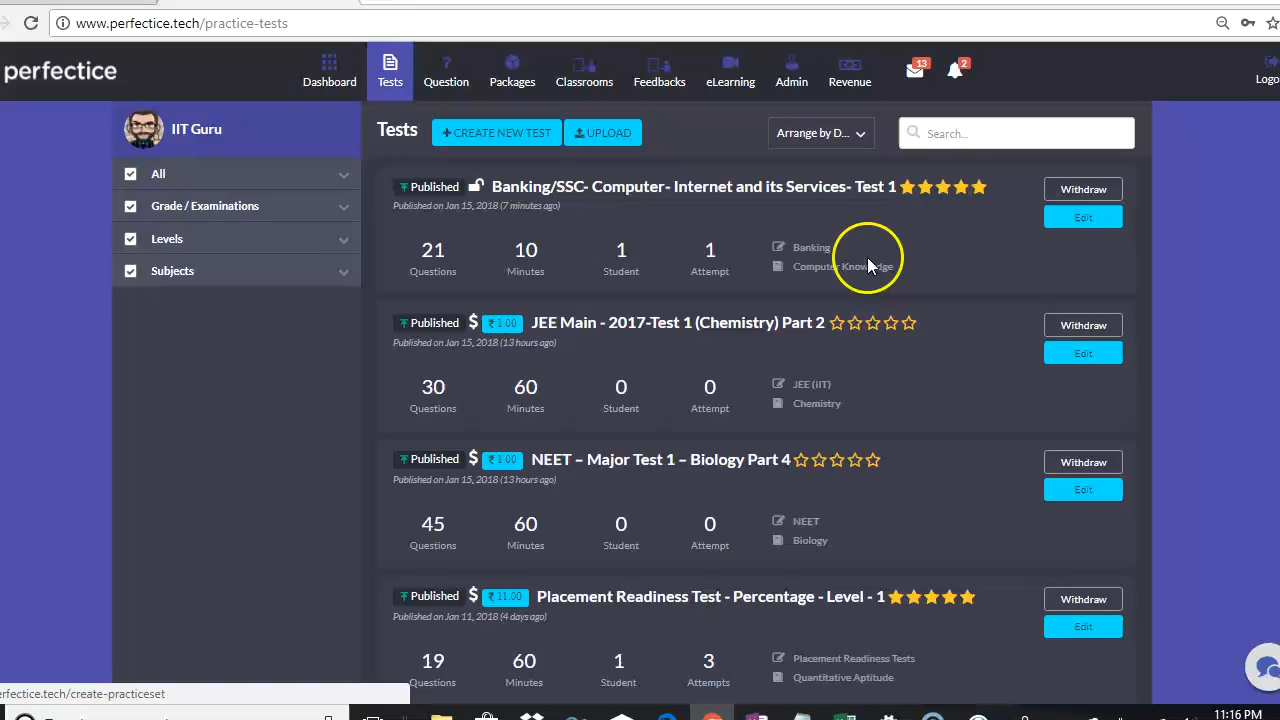 www.perfectice.tech/practice-tests
perfectice
Dashboard
Tests
Question
Packages
Classrooms
Feedbacks
eLearning
Admin
Revenue
13
2
Logo
IIT Guru
All
Grade / Examinations
Levels
Subjects
Tests
+ CREATE NEW TEST
UPLOAD
Arrange by D...
Search...
Published Banking/SSC- Computer- Internet and its Services- Test 1
Published on Jan 15, 2018 (7 minutes ago)
Withdraw
Edit
21 10 1 1
Questions Minutes Student Attempt
Banking
Computer Knowledge
Published $ ₹ 1.00 JEE Main - 2017-Test 1 (Chemistry) Part 2
Published on Jan 15, 2018 (13 hours ago)
Withdraw
Edit
30 60 0 0
Questions Minutes Student Attempt
JEE (IIT)
Chemistry
Published $ ₹ 1.00 NEET – Major Test 1 – Biology Part 4
Published on Jan 15, 2018 (13 hours ago)
Withdraw
Edit
45 60 0 0
Questions Minutes Student Attempt
NEET
Biology
Published $ ₹ 11.00 Placement Readiness Test - Percentage - Level - 1
Published on Jan 11, 2018 (4 days ago)
Withdraw
Edit
19 60 1 3
Questions Minutes Student Attempts
Placement Readiness Tests
Quantitative Aptitude
erfectice.tech/create-practiceset
11:16 PM